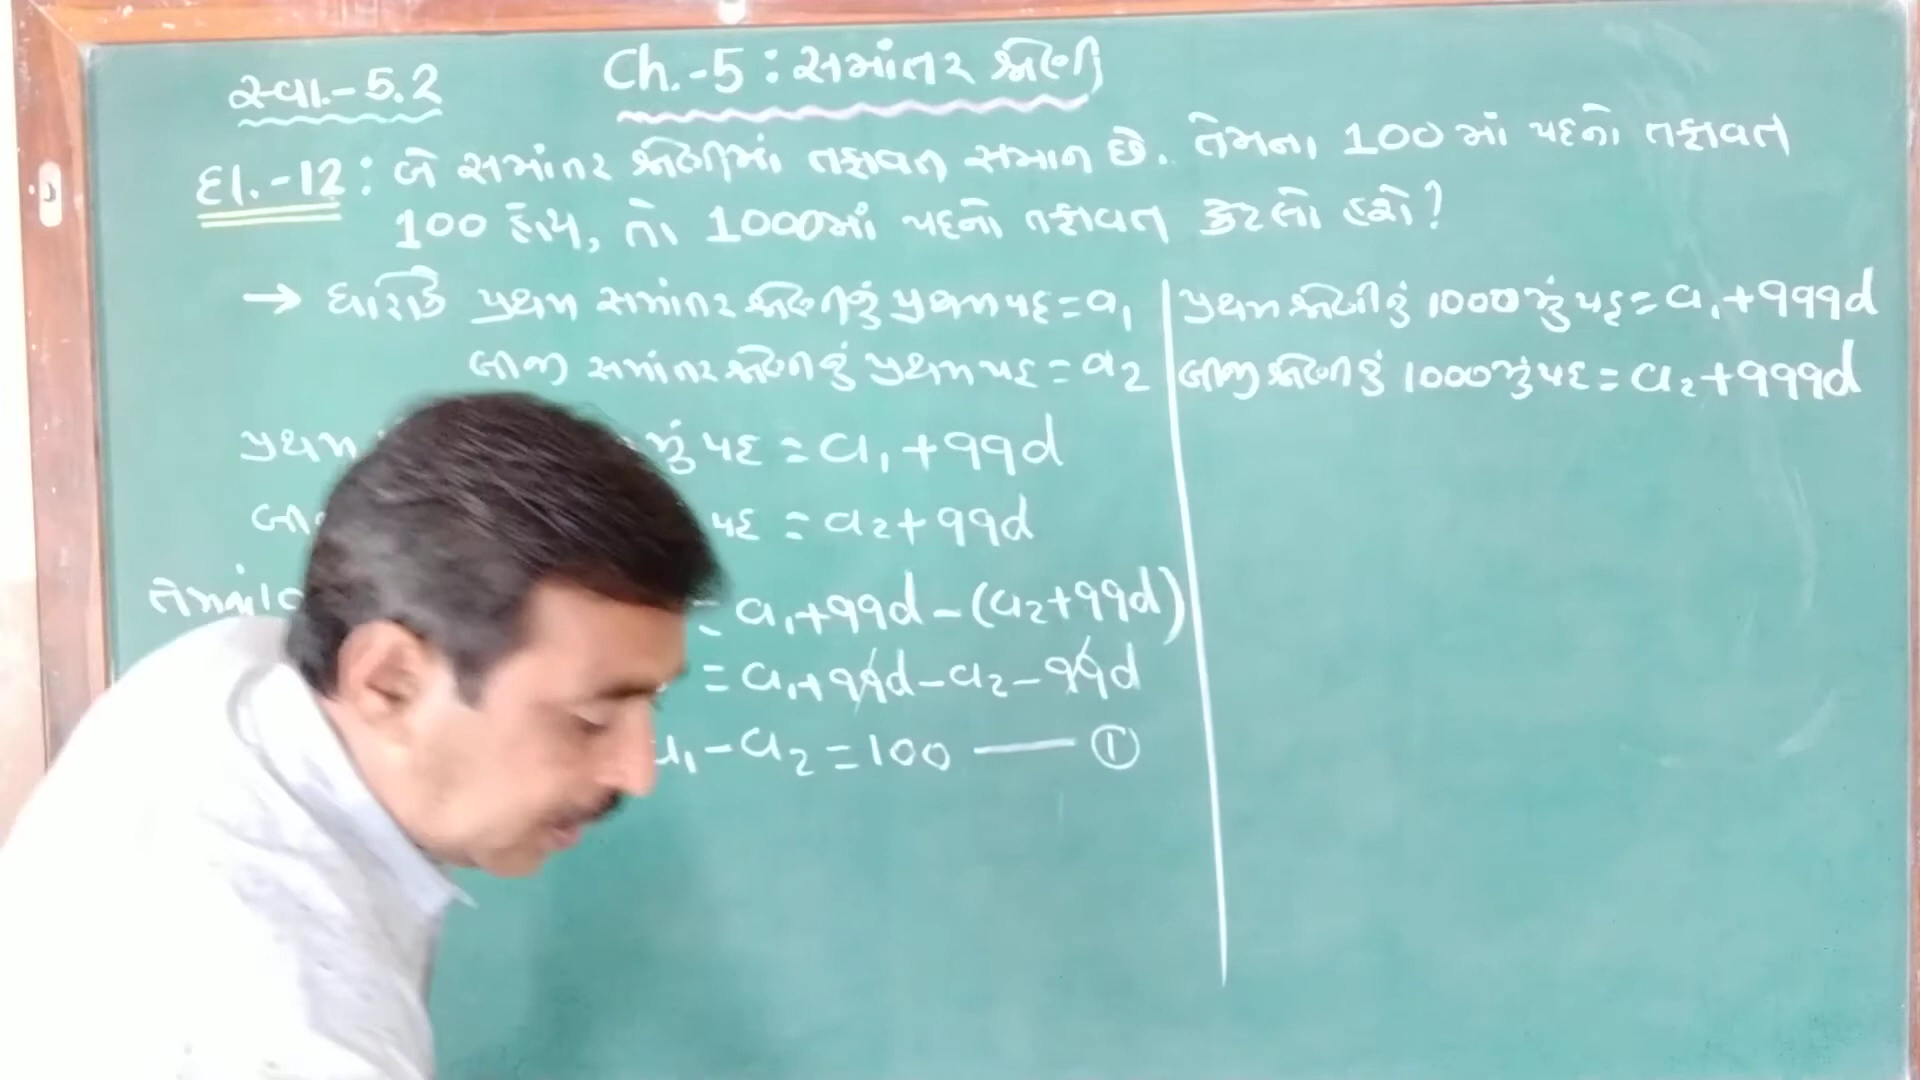 સ્વા.-5.2
Ch.-5 : સમાંતર શ્રેણી
દા.-12 : બે સમાંતર શ્રેણીમાં તફાવત સમાન છે. તેમના 100 માં પદનો તફાવત
100 હોય, તો 1000માં પદનો તફાવત કેટલો હશે?
→ ધારોકે પ્રથમ સમાંતર શ્રેણીનું પ્રથમ પદ = a₁
બીજી સમાંતર શ્રેણીનું પ્રથમ પદ = a₂
પ્રથમ નું પદ = a₁ + 99d
પદ = a₂ + 99d
= a₁ + 99d - (a₂ + 99d)
= a₁ + 99d - a₂ - 99d
a₁ - a₂ = 100 —— ①
પ્રથમ શ્રેણીનું 1000 મું પદ = a₁ + 999d
બીજી શ્રેણીનું 1000 મું પદ = a₂ + 999d